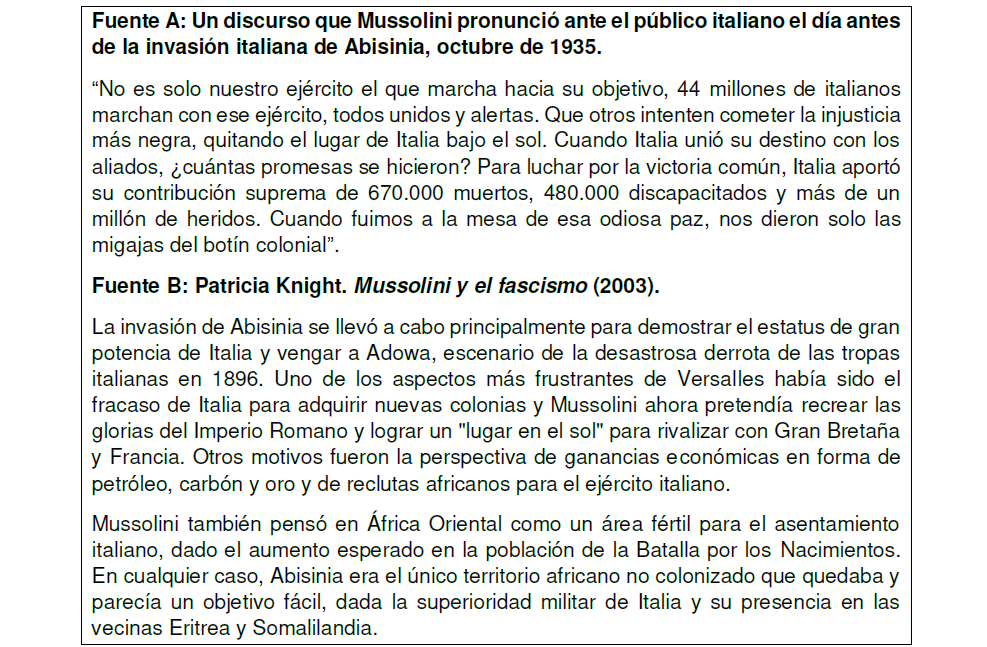 Fuente A: Un discurso que Mussolini pronunció ante el público italiano el día antes
de la invasión italiana de Abisinia, octubre de 1935.
“No es solo nuestro ejército el que marcha hacia su objetivo, 44 millones de italianos
marchan con ese ejército, todos unidos y alertas. Que otros intenten cometer la injusticia
más negra, quitando el lugar de Italia bajo el sol. Cuando Italia unió su destino con los
aliados, ¿cuántas promesas se hicieron? Para luchar por la victoria común, Italia aportó
su contribución suprema de 670.000 muertos, 480.000 discapacitados y más de un
millón de heridos. Cuando fuimos a la mesa de esa odiosa paz, nos dieron solo las
migajas del botín colonial”.
Fuente B: Patricia Knight. Mussolini y el fascismo (2003).
La invasión de Abisinia se llevó a cabo principalmente para demostrar el estatus de gran
potencia de Italia y vengar a Adowa, escenario de la desastrosa derrota de las tropas
italianas en 1896. Uno de los aspectos más frustrantes de Versalles había sido el
fracaso de Italia para adquirir nuevas colonias y Mussolini ahora pretendía recrear las
glorias del Imperio Romano y lograr un "lugar en el sol" para rivalizar con Gran Bretaña
y Francia. Otros motivos fueron la perspectiva de ganancias económicas en forma de
petróleo, carbón y oro y de reclutas africanos para el ejército italiano.
Mussolini también pensó en África Oriental como un área fértil para el asentamiento
italiano, dado el aumento esperado en la población de la Batalla por los Nacimientos.
En cualquier caso, Abisinia era el único territorio africano no colonizado que quedaba y
parecía un objetivo fácil, dada la superioridad militar de Italia y su presencia en las
vecinas Eritrea y Somalilandia.